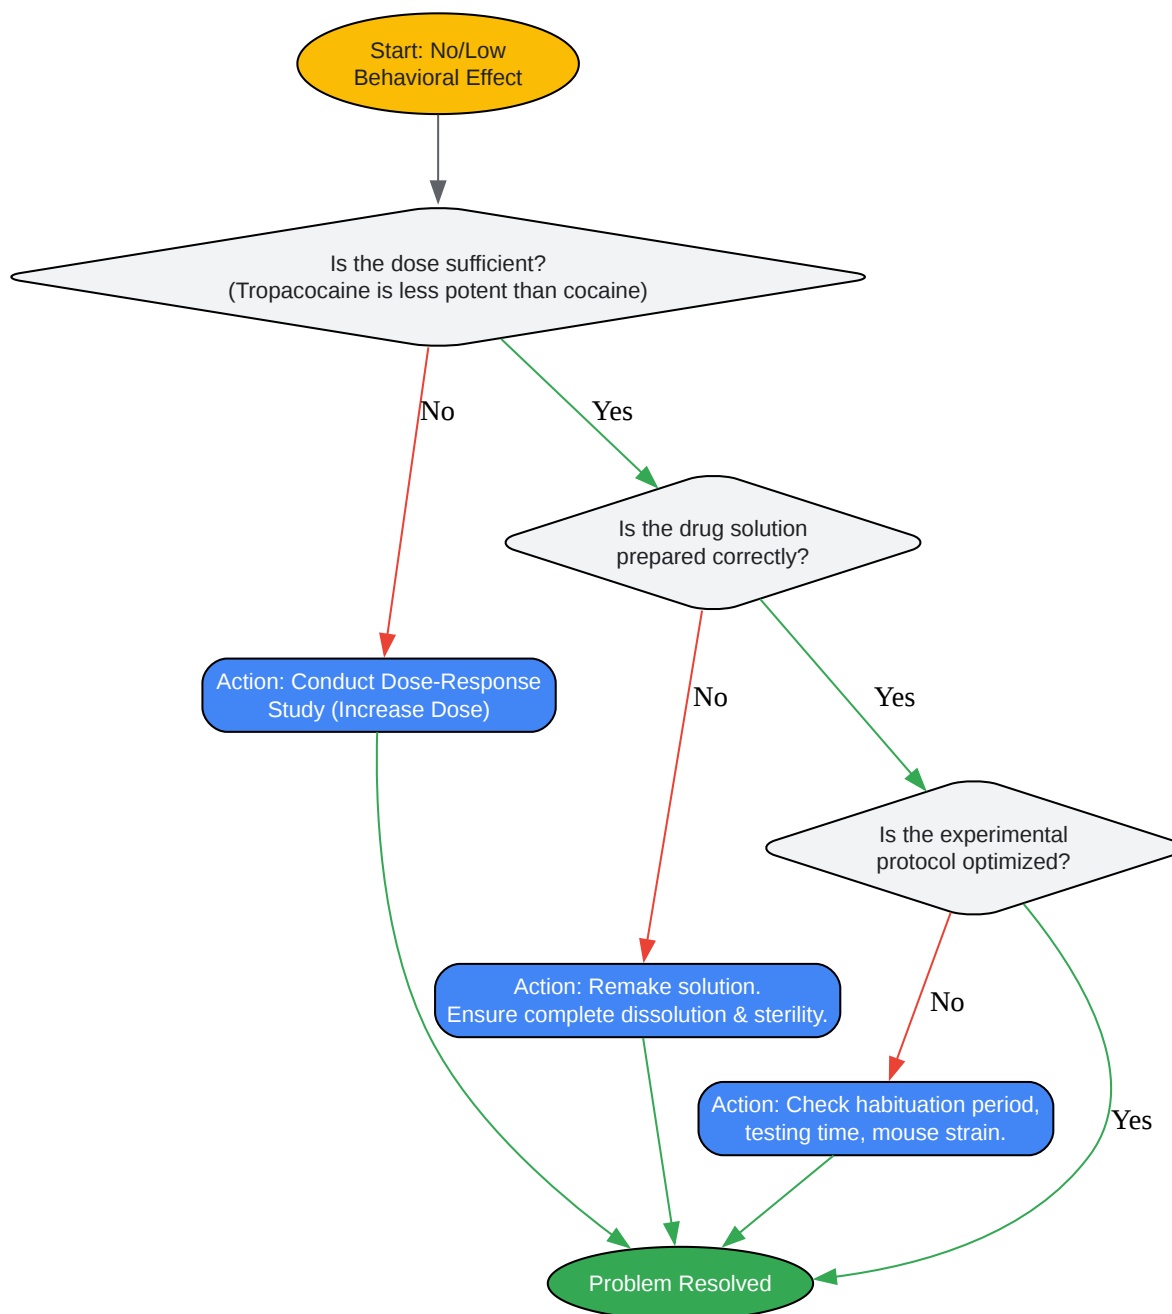 Start: No/Low
Behavioral Effect
Is the dose sufficient?
(Tropacocaine is less potent than cocaine)
No
Yes
Is the drug solution
prepared correctly?
Action: Conduct Dose-Response
Study (Increase Dose)
No
Yes
Is the experimental
protocol optimized?
Action: Remake solution.
Ensure complete dissolution & sterility.
No
Action: Check habituation period,
testing time, mouse strain.
Yes
Problem Resolved